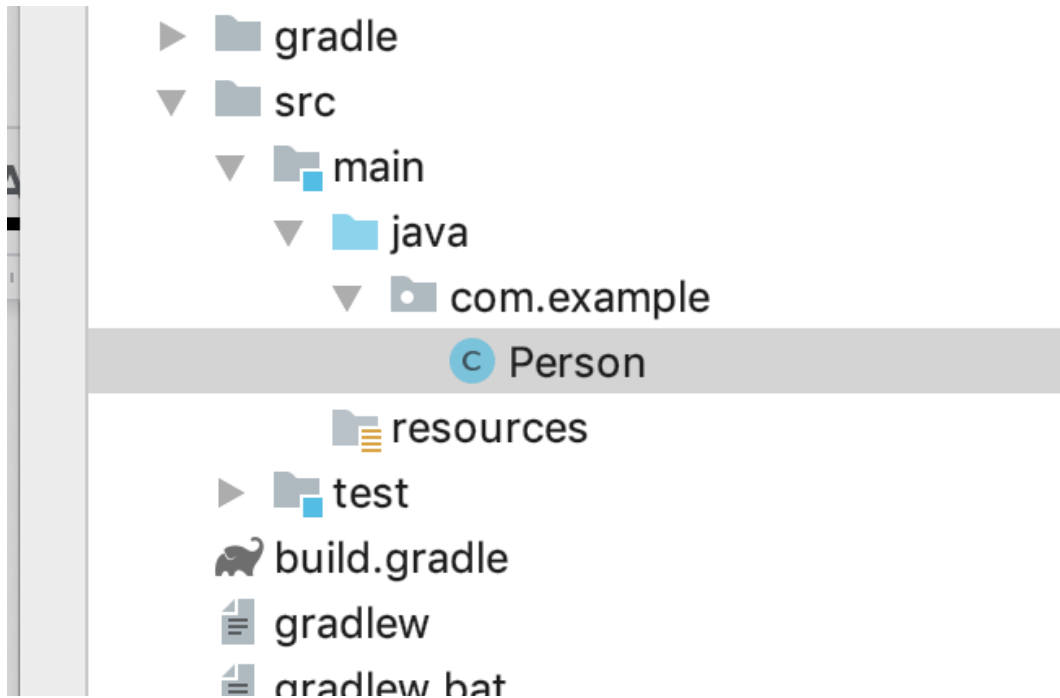 gradle
src
main
java
com.example
C Person
resources
test
build.gradle
gradlew
gradlew.bat